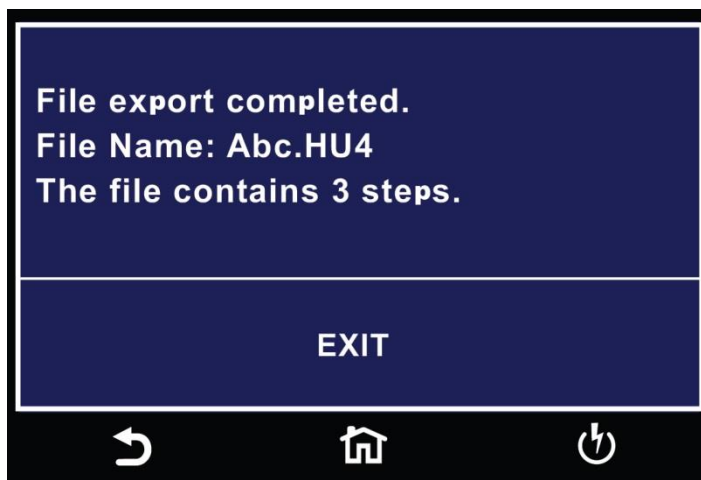 File export completed.
File Name: Abc.HU4
The file contains 3 steps.
EXIT